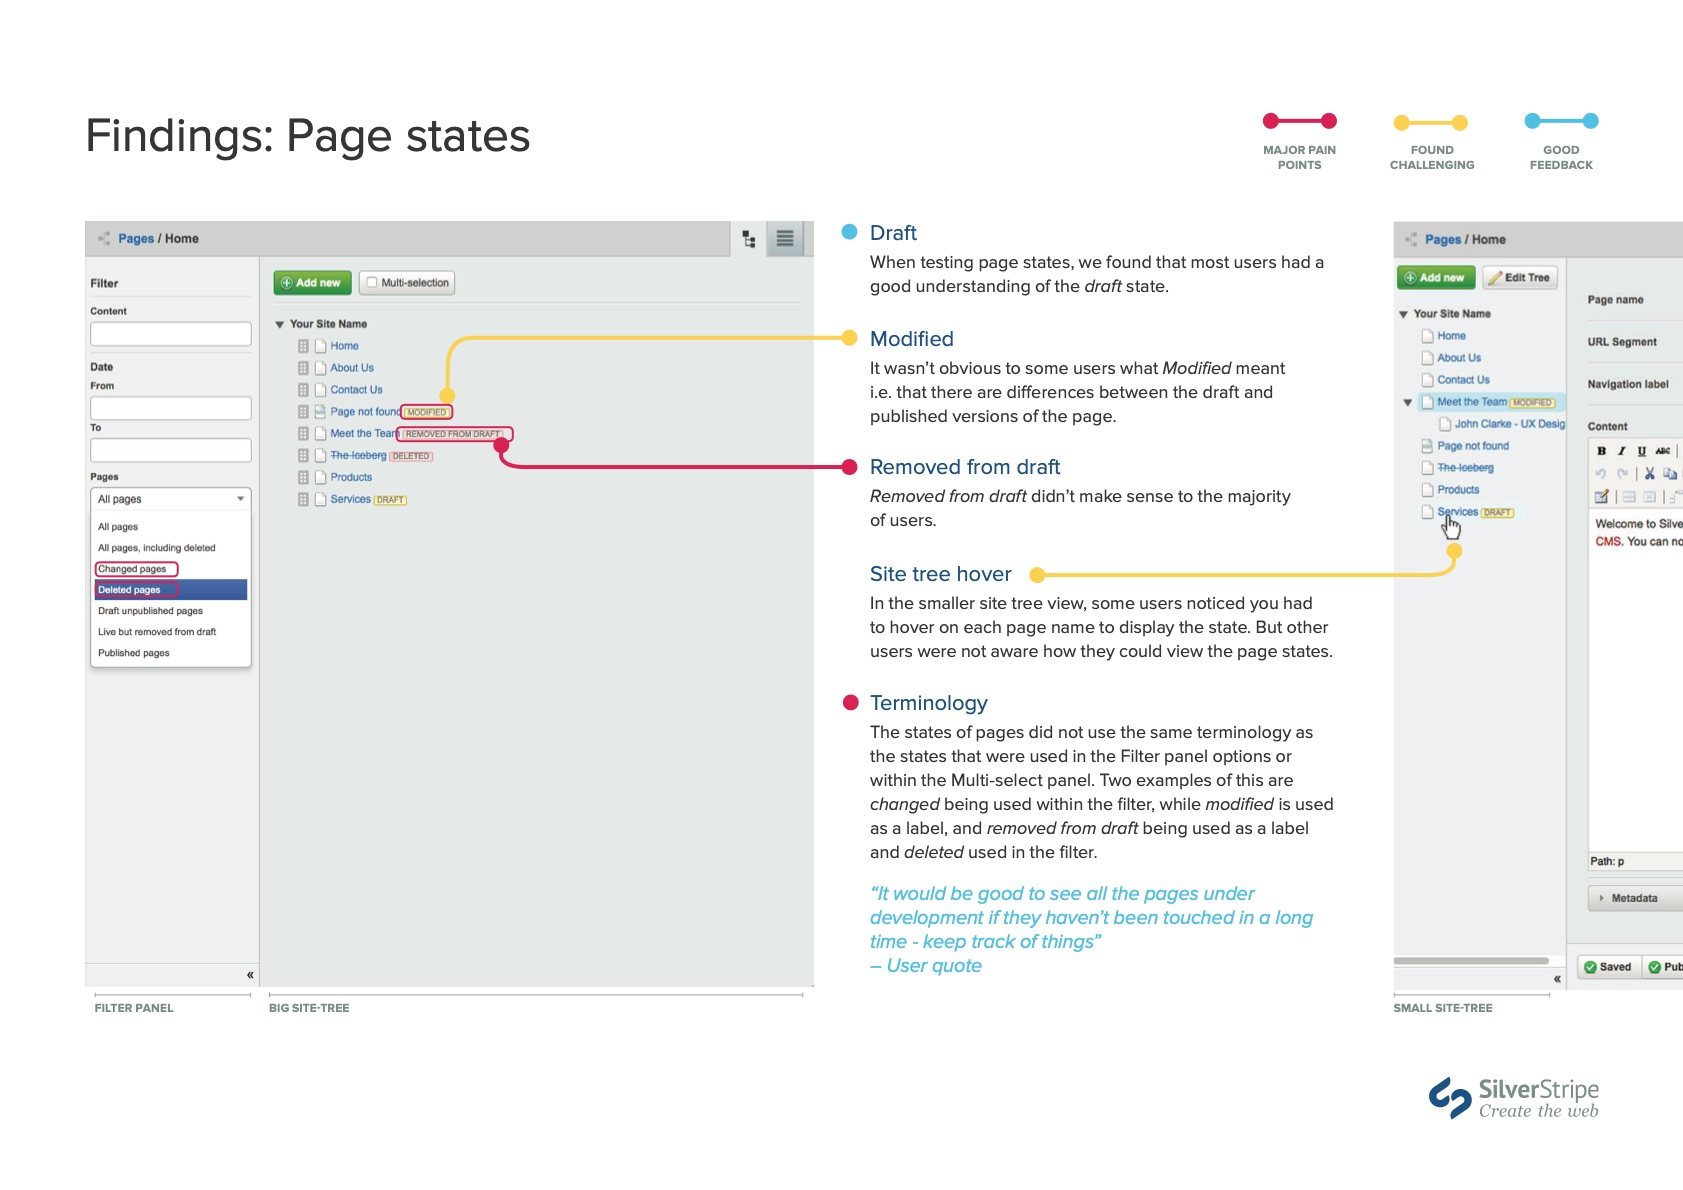 Findings: Page states
MAJOR PAIN
POINTS
FOUND
CHALLENGING
GOOD
FEEDBACK
Pages / Home
Filter
Content
Date
From
To
Pages
All pages
All pages
All pages, including deleted
Changed pages
Deleted pages
Draft unpublished pages
Live but removed from draft
Published pages
«
FILTER PANEL
Add new
Multi-selection
Your Site Name
Home
About Us
Contact Us
Page not found MODIFIED
Meet the Team REMOVED FROM DRAFT
The Iceberg DELETED
Products
Services DRAFT
BIG SITE-TREE
Draft
When testing page states, we found that most users had a
good understanding of the draft state.
Modified
It wasn’t obvious to some users what Modified meant
i.e. that there are differences between the draft and
published versions of the page.
Removed from draft
Removed from draft didn’t make sense to the majority
of users.
Site tree hover
In the smaller site tree view, some users noticed you had
to hover on each page name to display the state. But other
users were not aware how they could view the page states.
Terminology
The states of pages did not use the same terminology as
the states that were used in the Filter panel options or
within the Multi-select panel. Two examples of this are
changed being used within the filter, while modified is used
as a label, and removed from draft being used as a label
and deleted used in the filter.
“It would be good to see all the pages under
development if they haven’t been touched in a long
time - keep track of things”
– User quote
Pages / Home
Add new
Edit Tree
Your Site Name
Home
About Us
Contact Us
Meet the Team MODIFIED
John Clarke - UX Desig
Page not found
The Iceberg
Products
Services DRAFT
«
SMALL SITE-TREE
Page name
URL Segment
Navigation label
Content
B I U ABC
Welcome to Silve
CMS. You can no
Path: p
Metadata
Saved
Pub
SilverStripe
Create the web